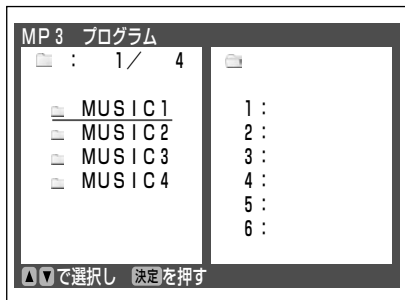 MP3 プログラム
: 1/ 4
MUSIC1
MUSIC2
MUSIC3
MUSIC4
1:
2:
3:
4:
5:
6:
▲▼で選択し 決定を押す